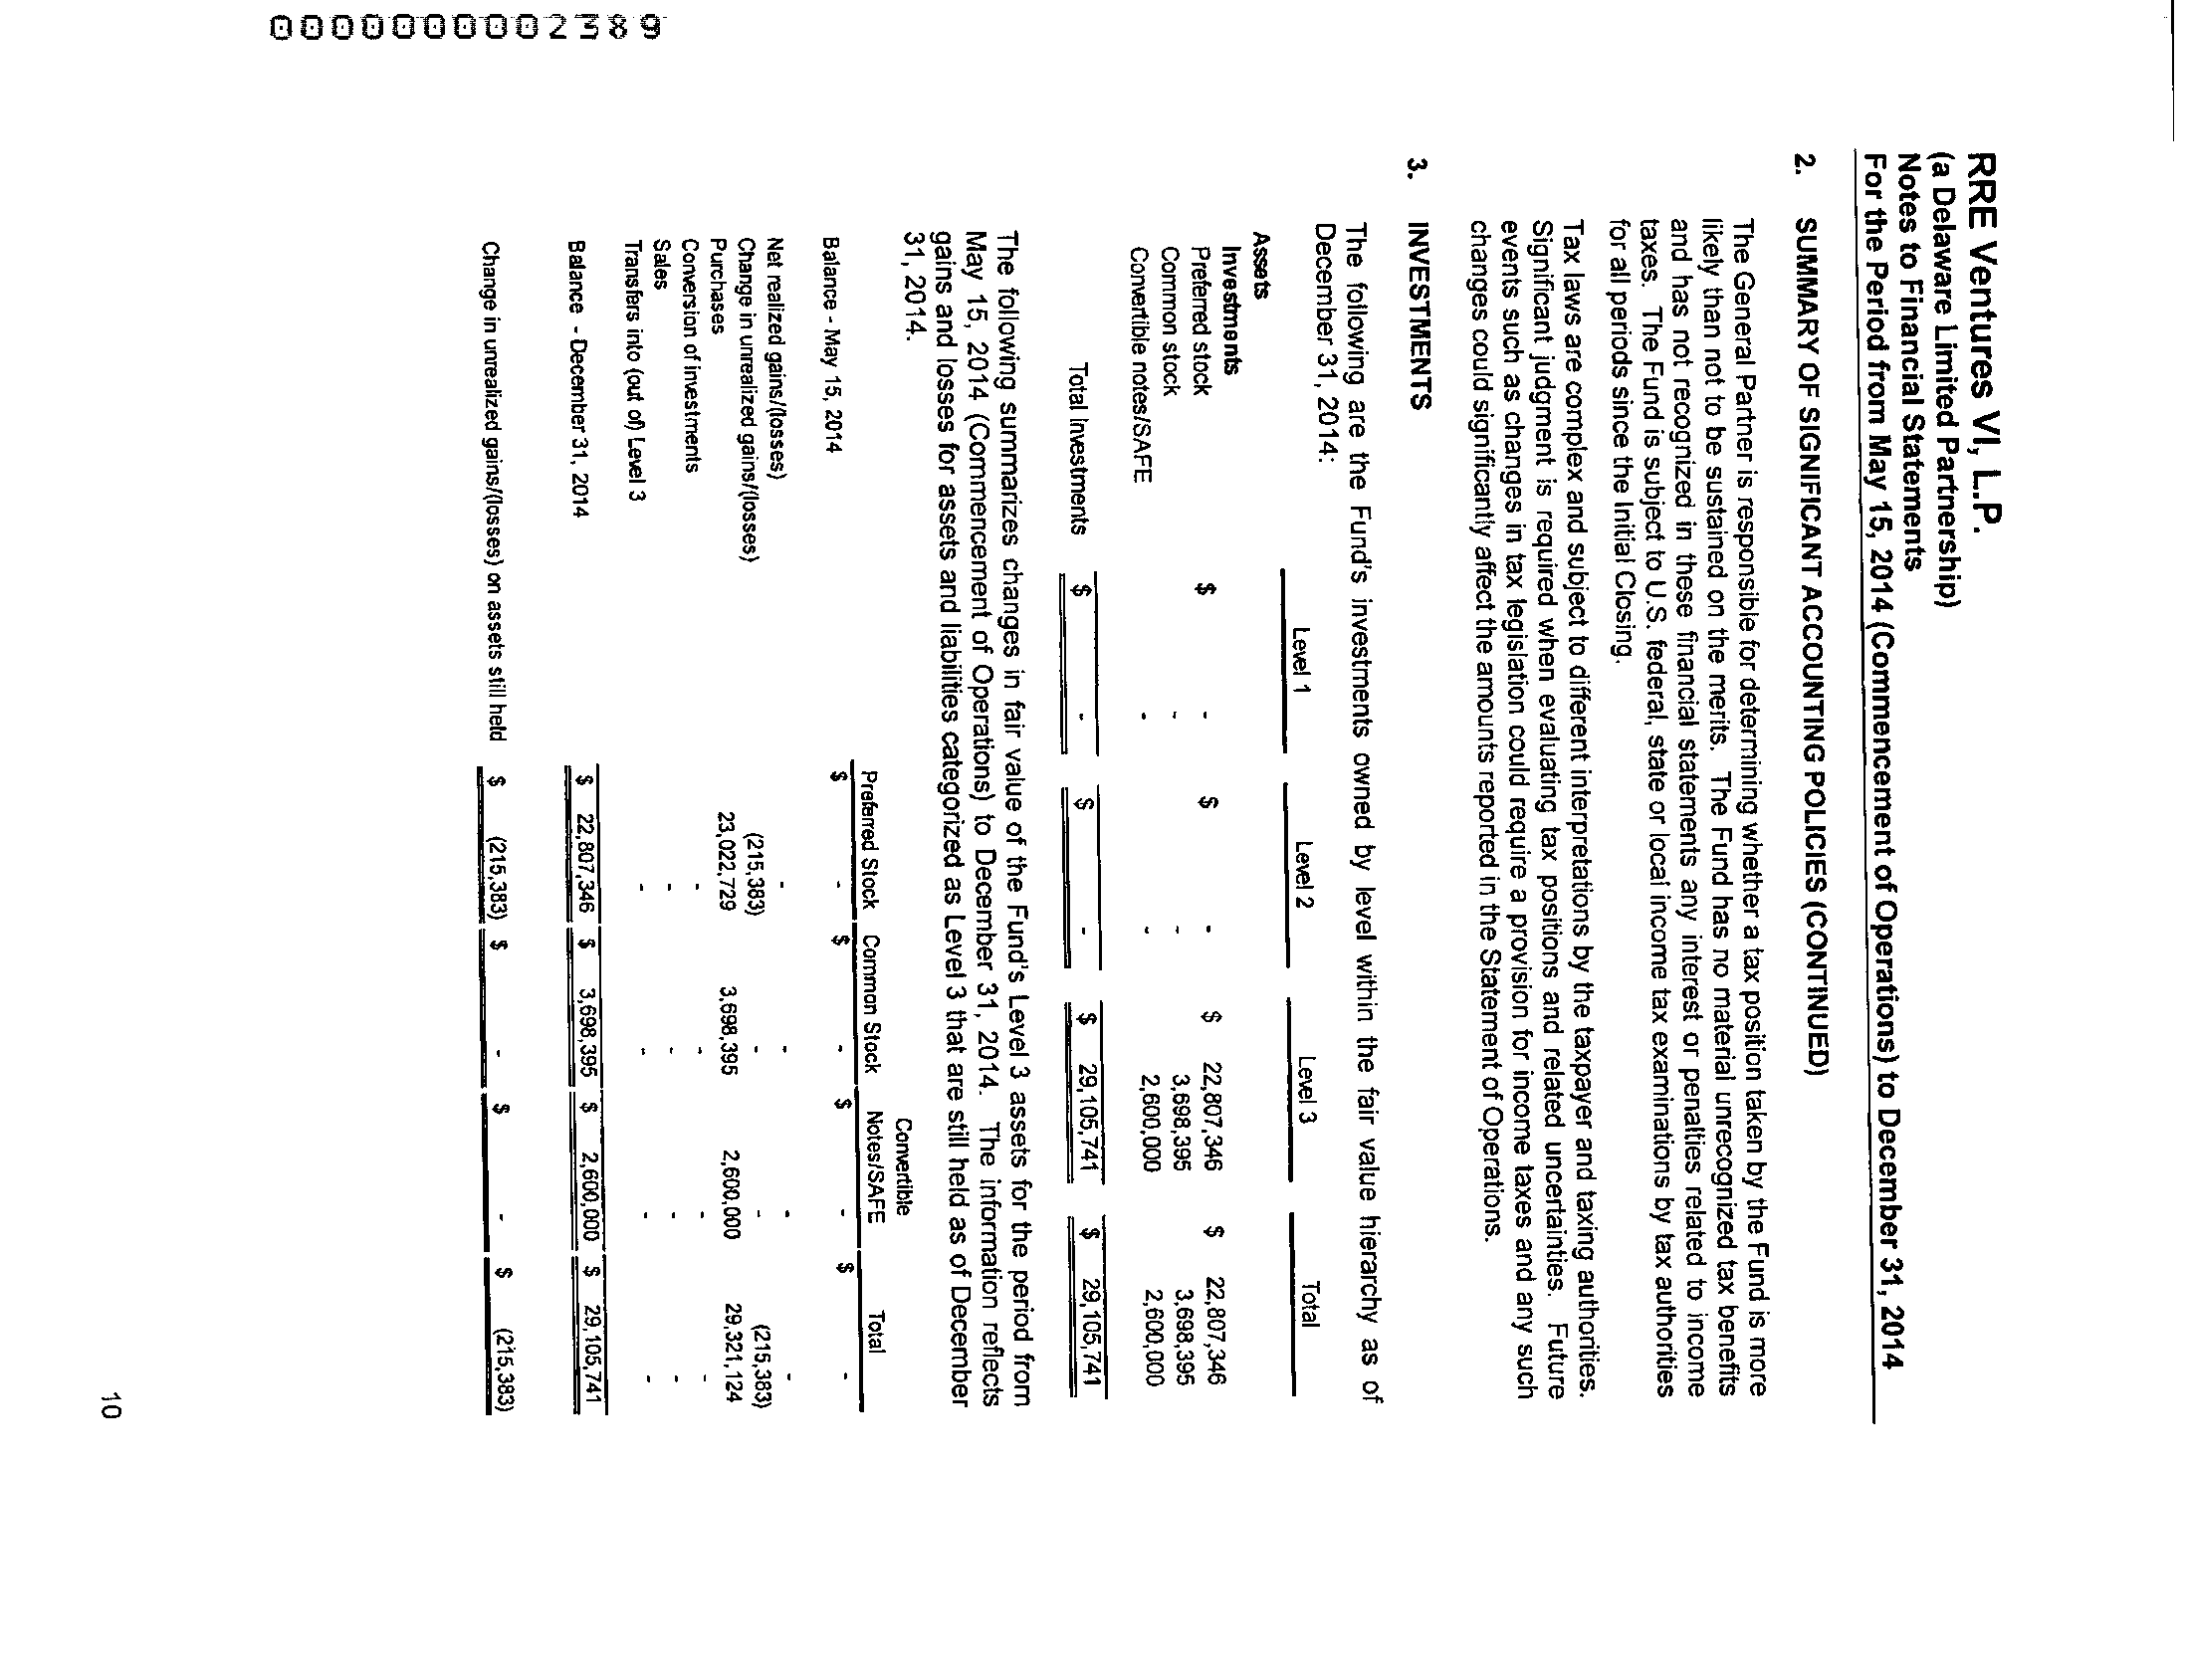 RRE Ventures VI, L.P.
(a Delaware Limited Partnership)
Notes to Financial Statements
For the Period from May 15, 2014 (Commencement of Operations) to December 31, 2014
2. SUMMARY OF SIGNIFICANT ACCOUNTING POLICIES (CONTINUED)
The General Partner is responsible for determining whether a tax position taken by the Fund is more
likely than not to be sustained on the merits. The Fund has no material unrecognized tax benefits
and has not recognized in these financial statements any interest or penalties related to income
taxes. The Fund is subject to U.S. federal, state or local income tax examinations by tax authorities
for all periods since the Initial Closing.
Tax laws are complex and subject to different interpretations by the taxpayer and taxing authorities.
Significant judgment is required when evaluating tax positions and related uncertainties. Future
events such as changes in tax legislation could require a provision for income taxes and any such
changes could significantly affect the amounts reported in the Statement of Operations.
3. INVESTMENTS
The following are the Fund's investments owned by level within the fair value hierarchy as of
December 31, 2014:
Level 1 Level 2 Level 3 Total
Assets
Investments
Preferred stock $ - $ - $ 22,807,346 $ 22,807,346
Common stock - - 3,698,395 3,698,395
Convertible notes/SAFE - - 2,600,000 2,600,000
Total Investments $ - $ - $ 29,105,741 $ 29,105,741
The following summarizes changes in fair value of the Fund's Level 3 assets for the period from
May 15, 2014 (Commencement of Operations) to December 31, 2014. The information reflects
gains and losses for assets and liabilities categorized as Level 3 that are still held as of December
31, 2014.
Convertible
Preferred Stock Common Stock Notes/SAFE Total
Balance - May 15, 2014 $ - $ - $ - $ -
Net realized gains/(losses) - - - -
Change in unrealized gains/(losses) (215,383) - - (215,383)
Purchases 23,022,729 3,698,395 2,600,000 29,321,124
Conversion of investments - - - -
Sales - - - -
Transfers into (out of) Level 3 - - - -
Balance - December 31, 2014 $ 22,807,346 $ 3,698,395 $ 2,600,000 $ 29,105,741
Change in unrealized gains/(losses) on assets still held $ (215,383) $ - $ - $ (215,383)
10
0000000002389